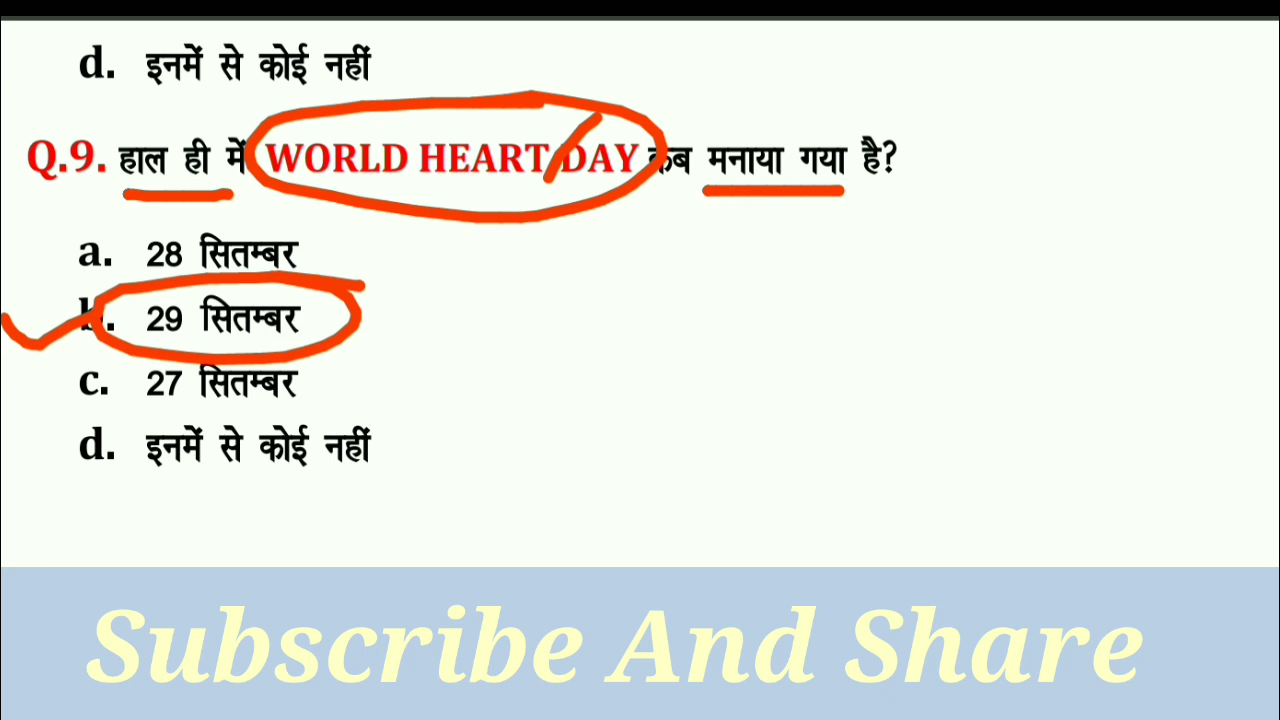 d. इनमें से कोई नहीं
Q.9. हाल ही में WORLD HEART DAY कब मनाया गया है?
a. 28 सितम्बर
b. 29 सितम्बर
c. 27 सितम्बर
d. इनमें से कोई नहीं
Subscribe And Share